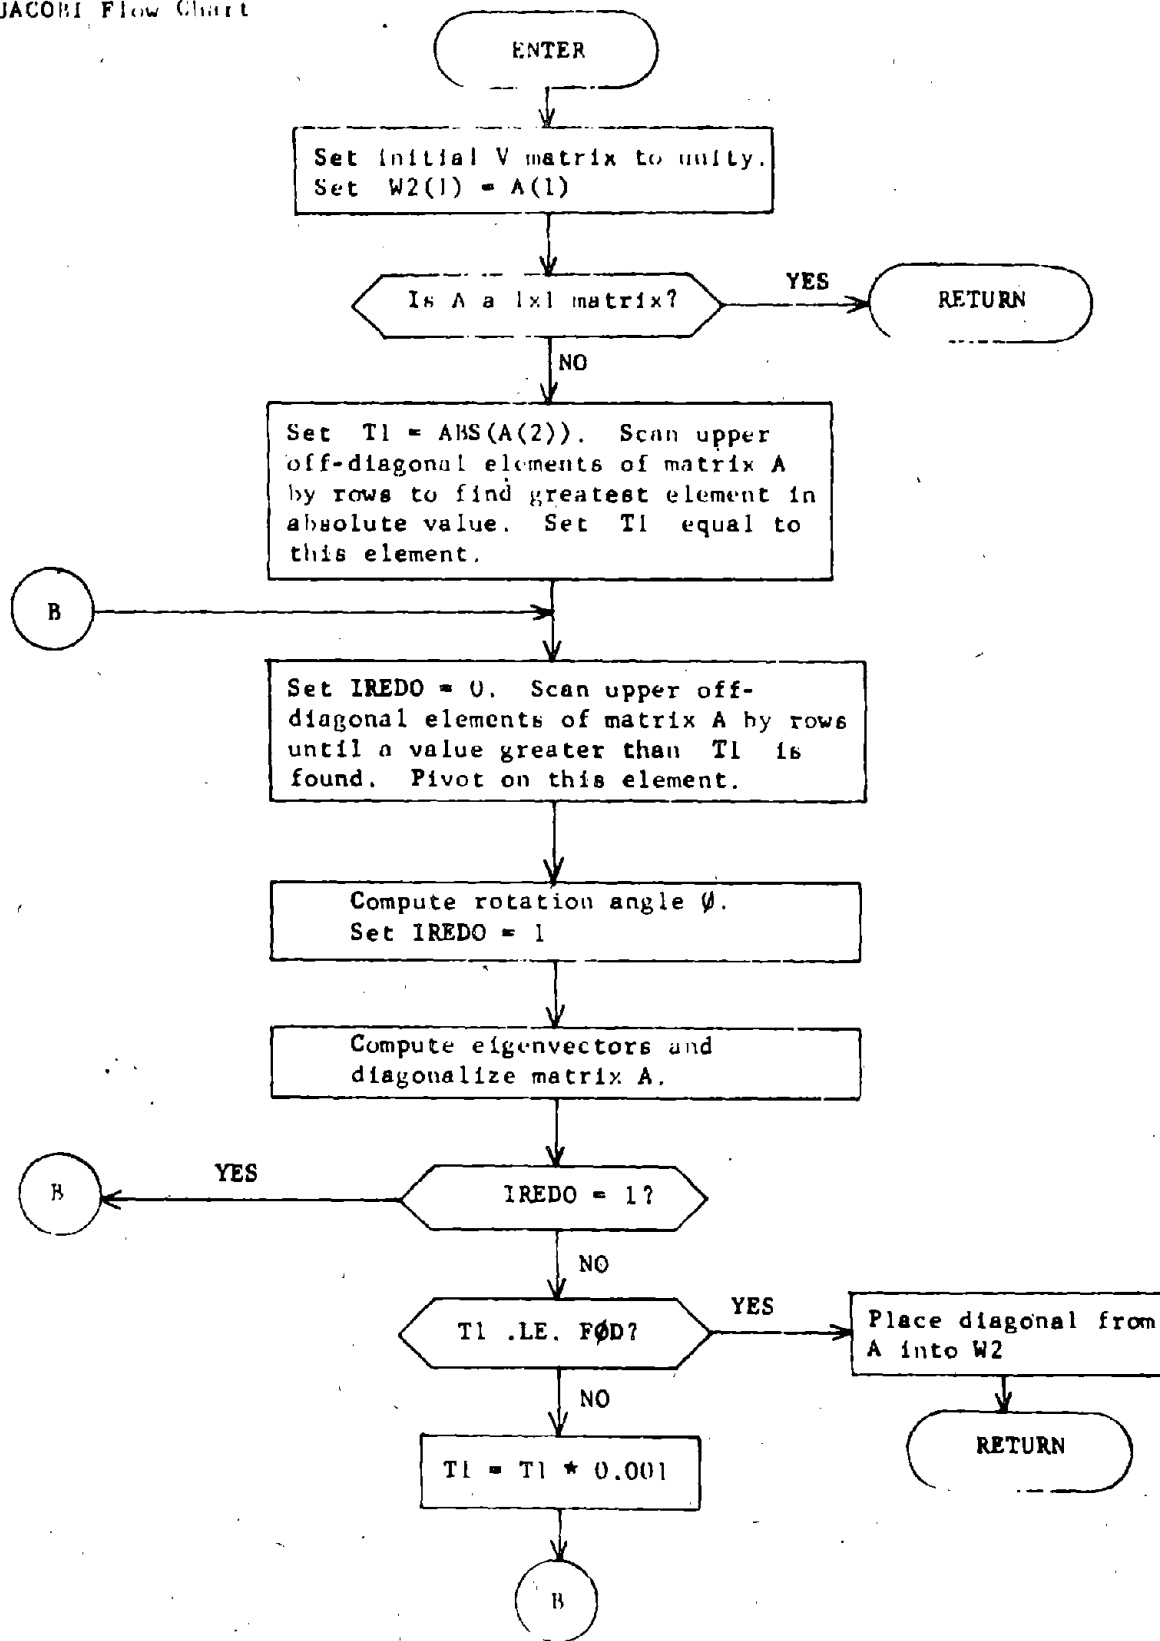 JACOBI Flow Chart
ENTER
Set initial V matrix to unity.
Set W2(1) = A(1)
Is A a 1x1 matrix?
YES
RETURN
NO
Set T1 = ABS(A(2)). Scan upper
off-diagonal elements of matrix A
by rows to find greatest element in
absolute value. Set T1 equal to
this element.
B
Set IREDO = 0. Scan upper off-
diagonal elements of matrix A by rows
until a value greater than T1 is
found. Pivot on this element.
Compute rotation angle Ø.
Set IREDO = 1
Compute eigenvectors and
diagonalize matrix A.
B
YES
IREDO = 1?
NO
T1 .LE. FØD?
YES
Place diagonal from
A into W2
NO
RETURN
T1 = T1 * 0.001
B